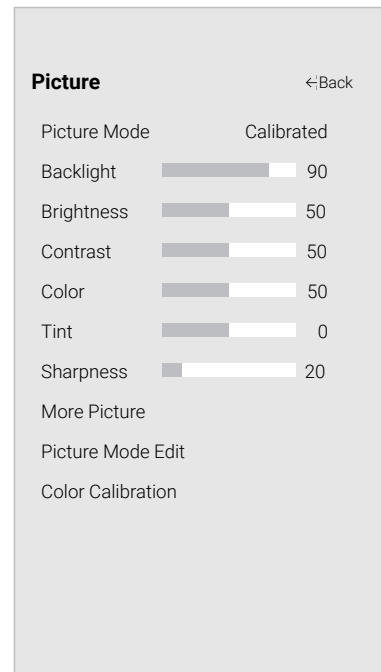 Picture ←Back
Picture Mode Calibrated
Backlight 90
Brightness 50
Contrast 50
Color 50
Tint 0
Sharpness 20
More Picture
Picture Mode Edit
Color Calibration